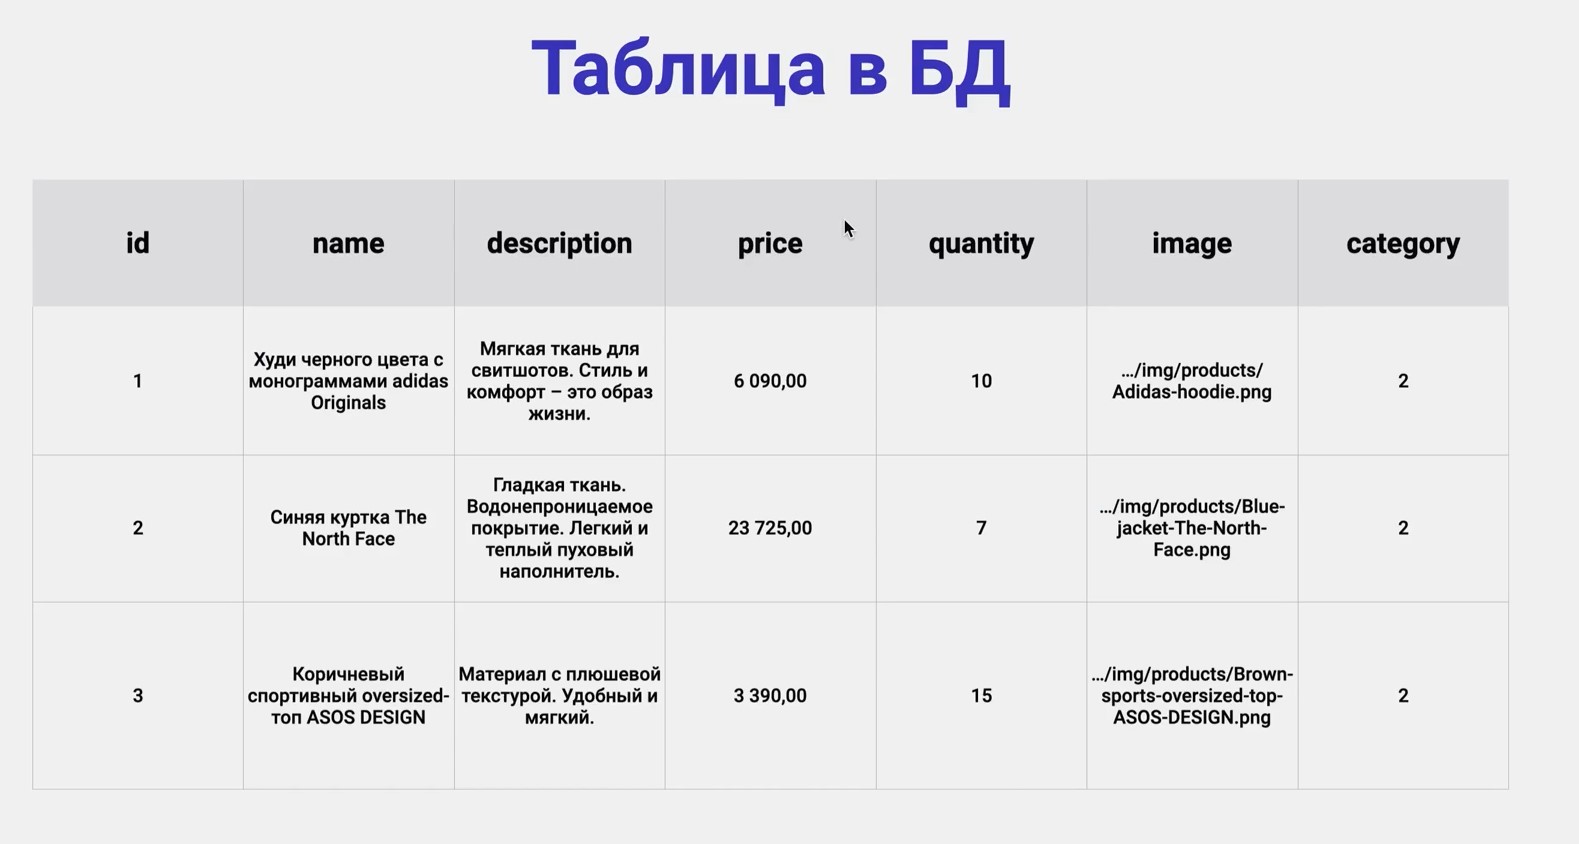 Таблица в БД
id
name
description
price
quantity
image
category
1
Худи черного цвета с
монограммами adidas
Originals
Мягкая ткань для
свитшотов. Стиль и
комфорт – это образ
жизни.
6 090,00
10
…/img/products/
Adidas-hoodie.png
2
2
Синяя куртка The
North Face
Гладкая ткань.
Водонепроницаемое
покрытие. Легкий и
теплый пуховый
наполнитель.
23 725,00
7
…/img/products/Blue-
jacket-The-North-
Face.png
2
3
Коричневый
спортивный oversized-
топ ASOS DESIGN
Материал с плюшевой
текстурой. Удобный и
мягкий.
3 390,00
15
…/img/products/Brown-
sports-oversized-top-
ASOS-DESIGN.png
2